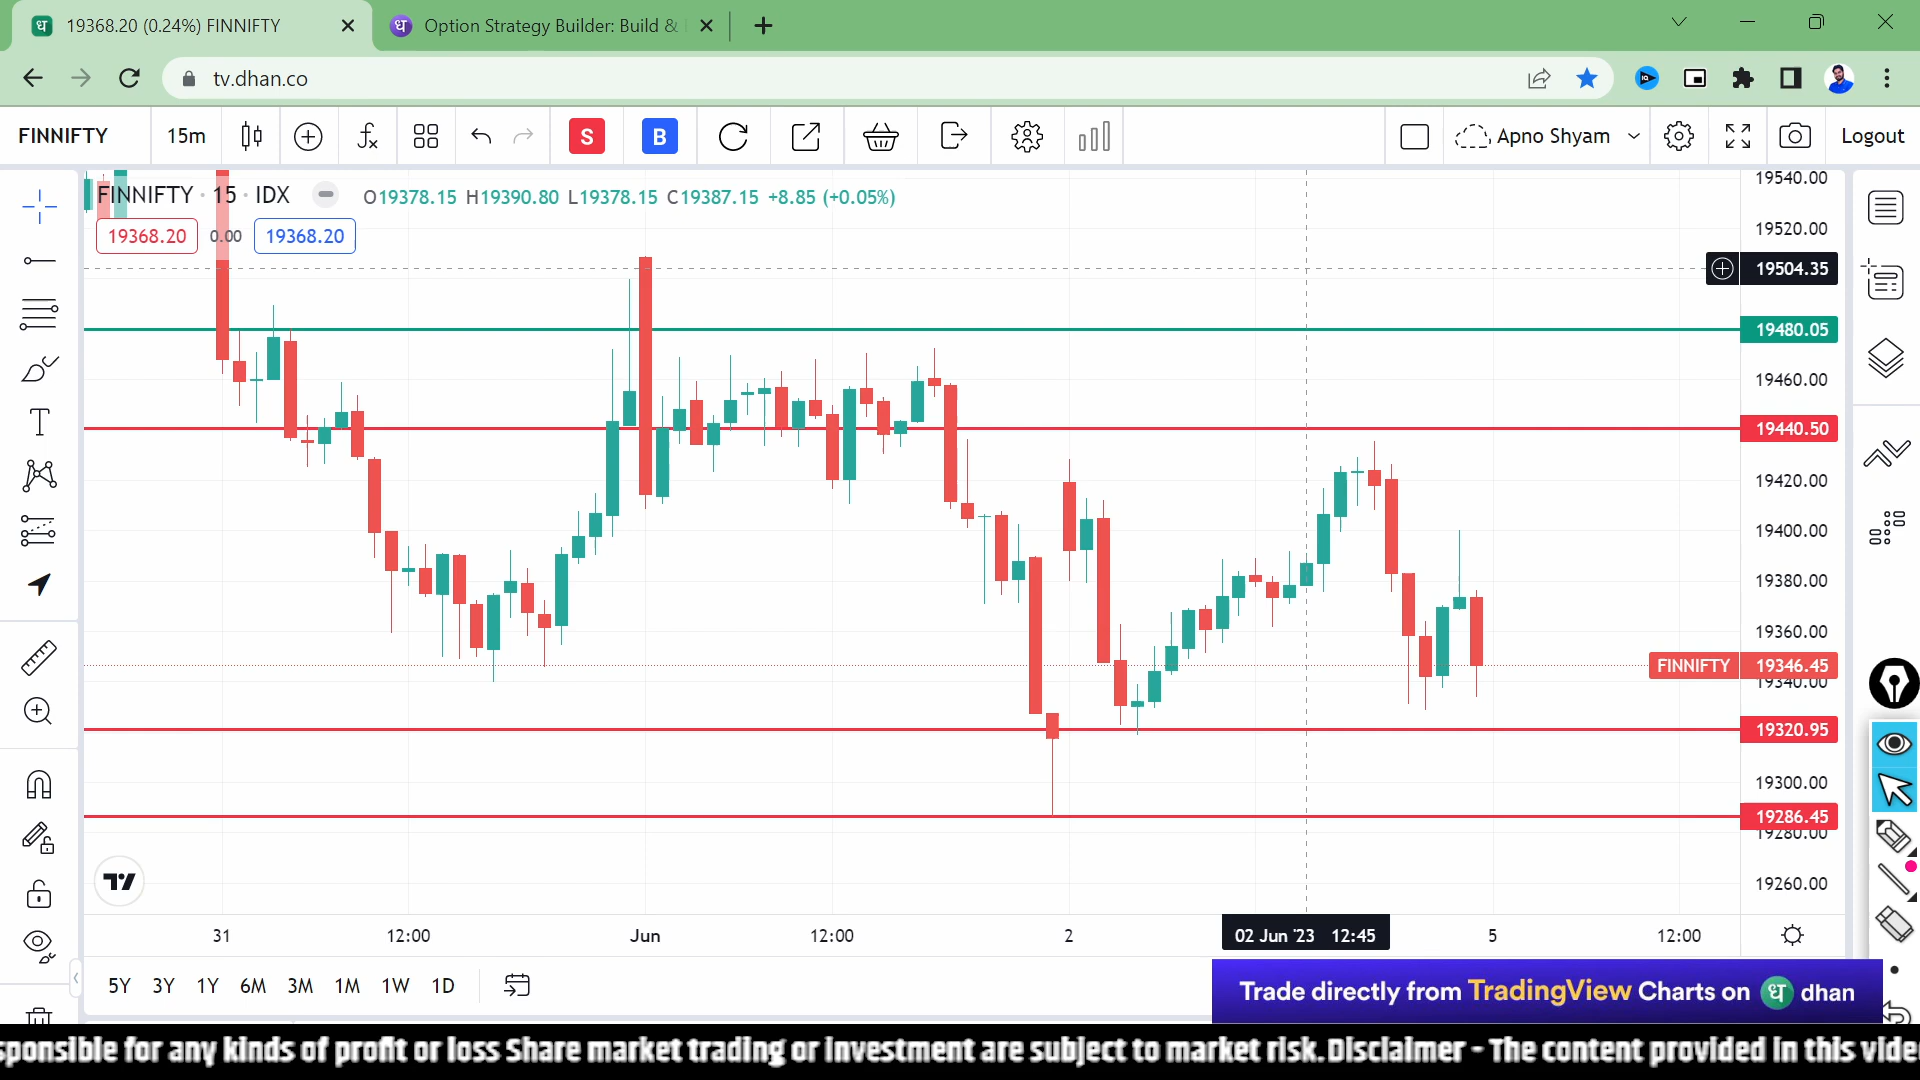 धा 19368.20 (0.24%) FINNIFTY
धा Option Strategy Builder: Build &
tv.dhan.co
FINNIFTY 15m S B Apno Shyam Logout
FINNIFTY · 15 · IDX O19378.15 H19390.80 L19378.15 C19387.15 +8.85 (+0.05%)
19368.20 0.00 19368.20
19540.00
19520.00
19504.35
19480.05
19460.00
19440.50
19420.00
19400.00
19380.00
19360.00
FINNIFTY 19346.45
19340.00
19320.95
19300.00
19286.45
19280.00
19260.00
31 12:00 Jun 12:00 2 02 Jun '23 12:45 5 12:00
5Y 3Y 1Y 6M 3M 1M 1W 1D
Trade directly from TradingView Charts on धा dhan
sponsible for any kinds of profit or loss Share market trading or investment are subject to market risk. Disclaimer - The content provided in this vide